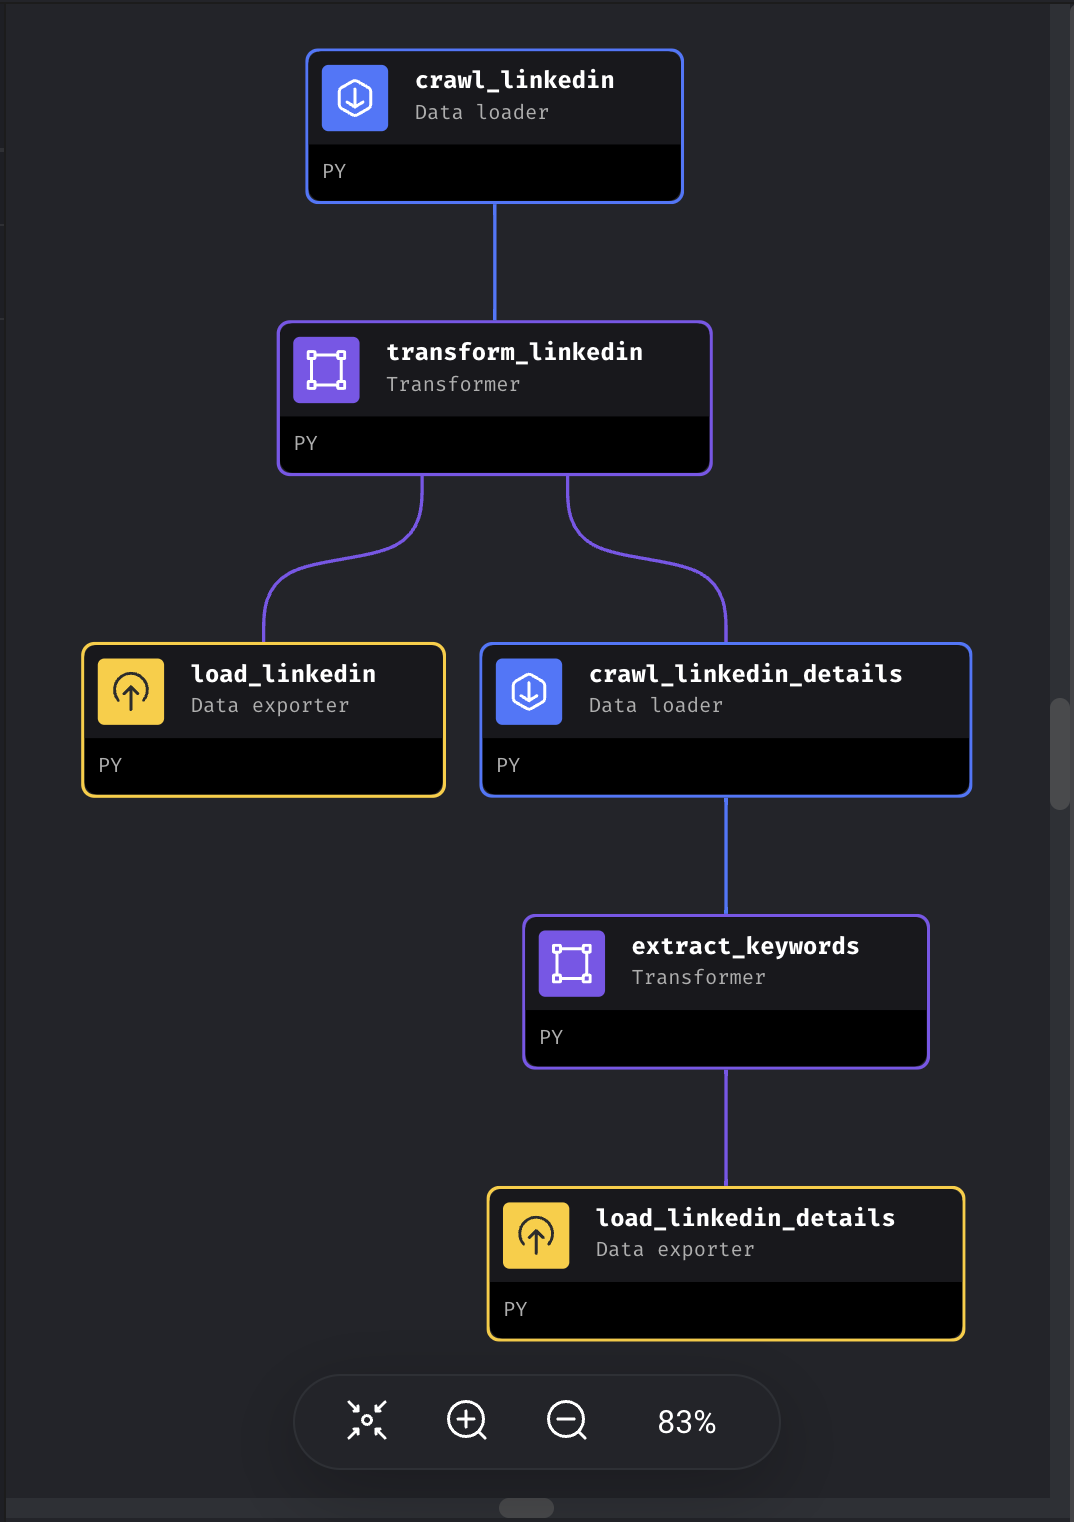 crawl_linkedin
Data loader
PY
transform_linkedin
Transformer
PY
load_linkedin
Data exporter
PY
crawl_linkedin_details
Data loader
PY
extract_keywords
Transformer
PY
load_linkedin_details
Data exporter
PY
83%